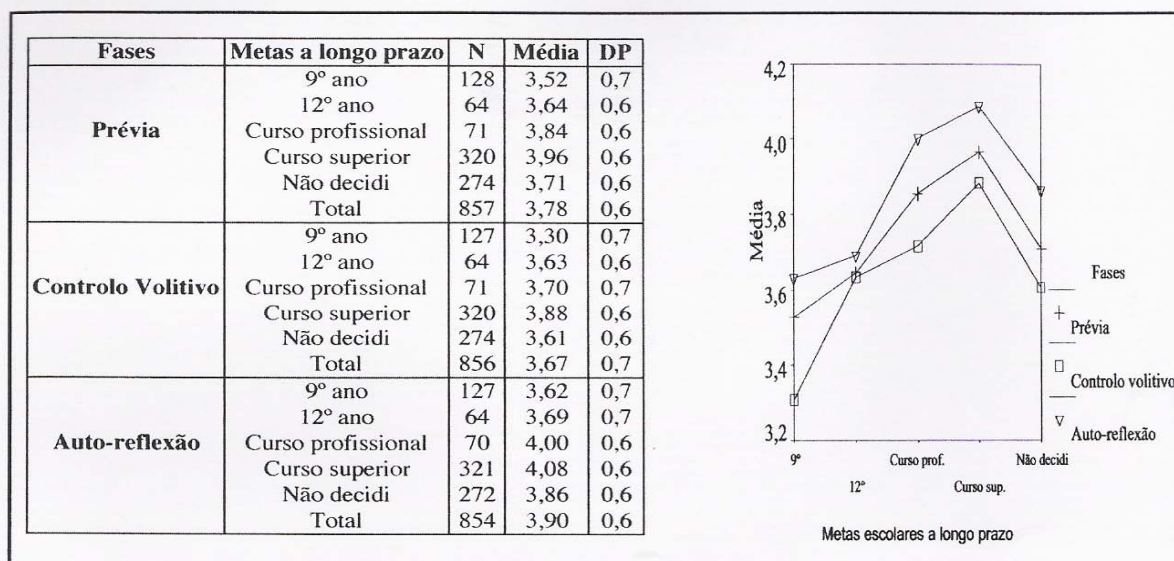 Fases Metas a longo prazo N Média DP
Prévia
9º ano 128 3,52 0,7
12º ano 64 3,64 0,6
Curso profissional 71 3,84 0,6
Curso superior 320 3,96 0,6
Não decidi 274 3,71 0,6
Total 857 3,78 0,6
Controlo Volitivo
9º ano 127 3,30 0,7
12º ano 64 3,63 0,6
Curso profissional 71 3,70 0,7
Curso superior 320 3,88 0,6
Não decidi 274 3,61 0,6
Total 856 3,67 0,7
Auto-reflexão
9º ano 127 3,62 0,7
12º ano 64 3,69 0,7
Curso profissional 70 4,00 0,6
Curso superior 321 4,08 0,6
Não decidi 272 3,86 0,6
Total 854 3,90 0,6
4,2
4,0
3,8
3,6
3,4
3,2
Média
9º
12º
Curso prof.
Curso sup.
Não decidi
Metas escolares a longo prazo
Fases
Prévia
Controlo volitivo
Auto-reflexão